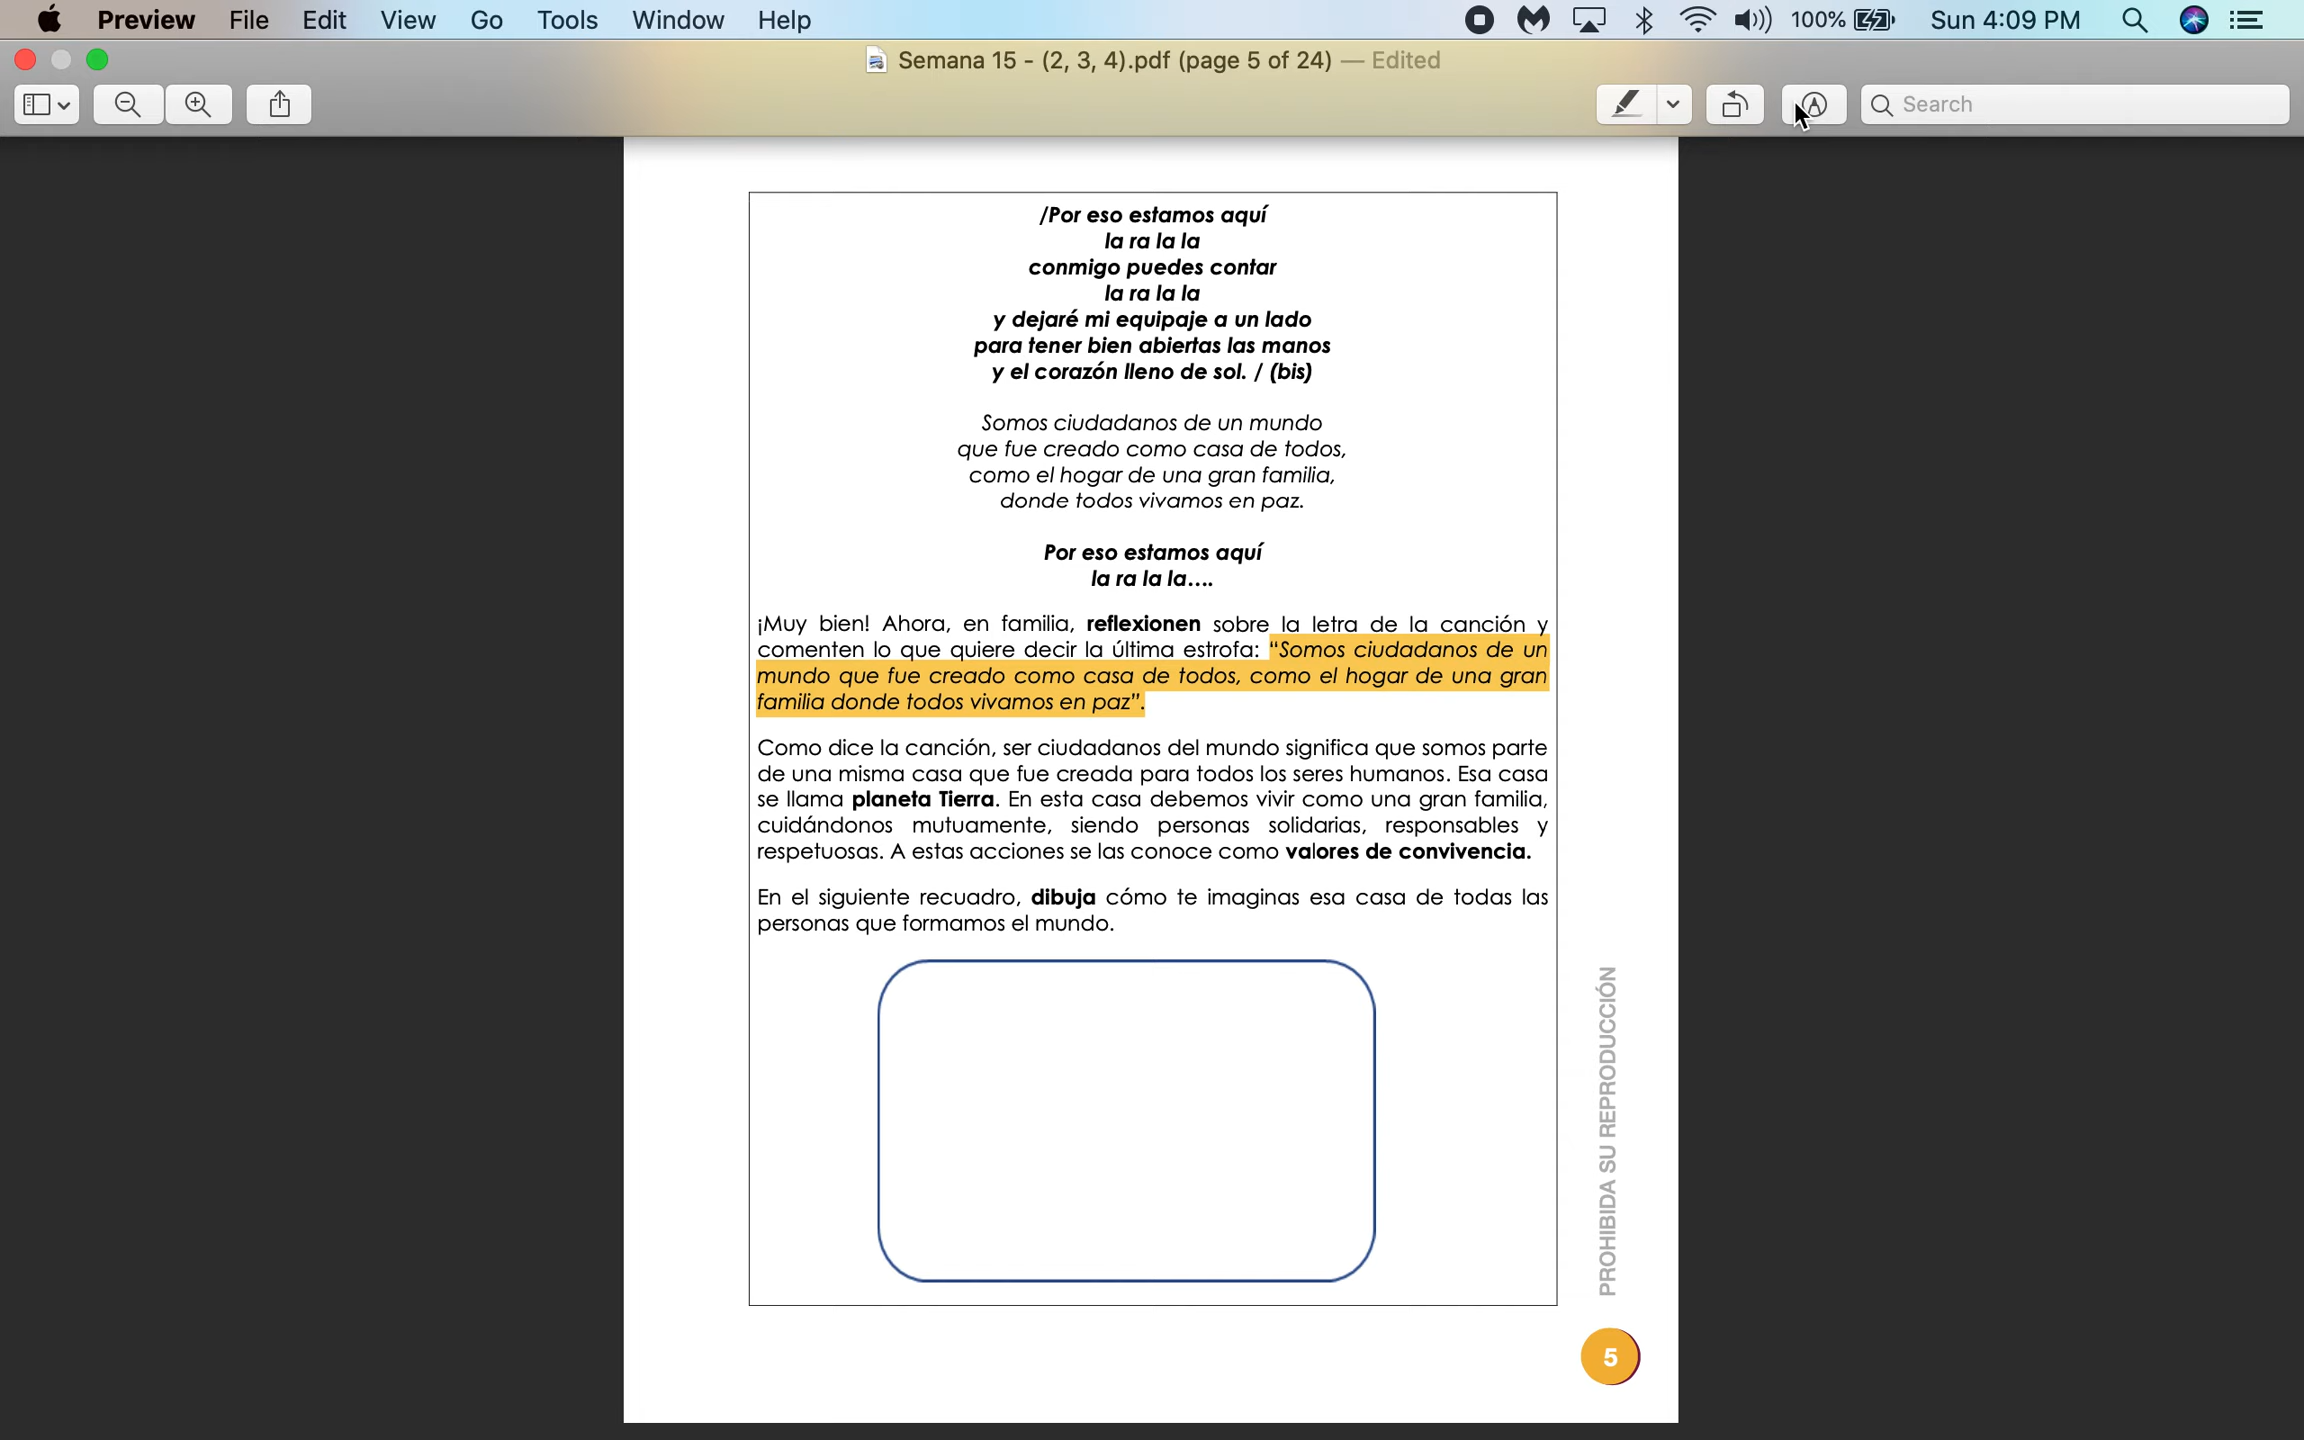 Preview File Edit View Go Tools Window Help 100% Sun 4:09 PM
Semana 15 - (2, 3, 4).pdf (page 5 of 24) — Edited
Search
/Por eso estamos aquí
la ra la la
conmigo puedes contar
la ra la la
y dejaré mi equipaje a un lado
para tener bien abiertas las manos
y el corazón lleno de sol. / (bis)
Somos ciudadanos de un mundo
que fue creado como casa de todos,
como el hogar de una gran familia,
donde todos vivamos en paz.
Por eso estamos aquí
la ra la la....
¡Muy bien! Ahora, en familia, reflexionen sobre la letra de la canción y
comenten lo que quiere decir la última estrofa: “Somos ciudadanos de un
mundo que fue creado como casa de todos, como el hogar de una gran
familia donde todos vivamos en paz”.
Como dice la canción, ser ciudadanos del mundo significa que somos parte
de una misma casa que fue creada para todos los seres humanos. Esa casa
se llama planeta Tierra. En esta casa debemos vivir como una gran familia,
cuidándonos mutuamente, siendo personas solidarias, responsables y
respetuosas. A estas acciones se las conoce como valores de convivencia.
En el siguiente recuadro, dibuja cómo te imaginas esa casa de todas las
personas que formamos el mundo.
PROHIBIDA SU REPRODUCCIÓN
5